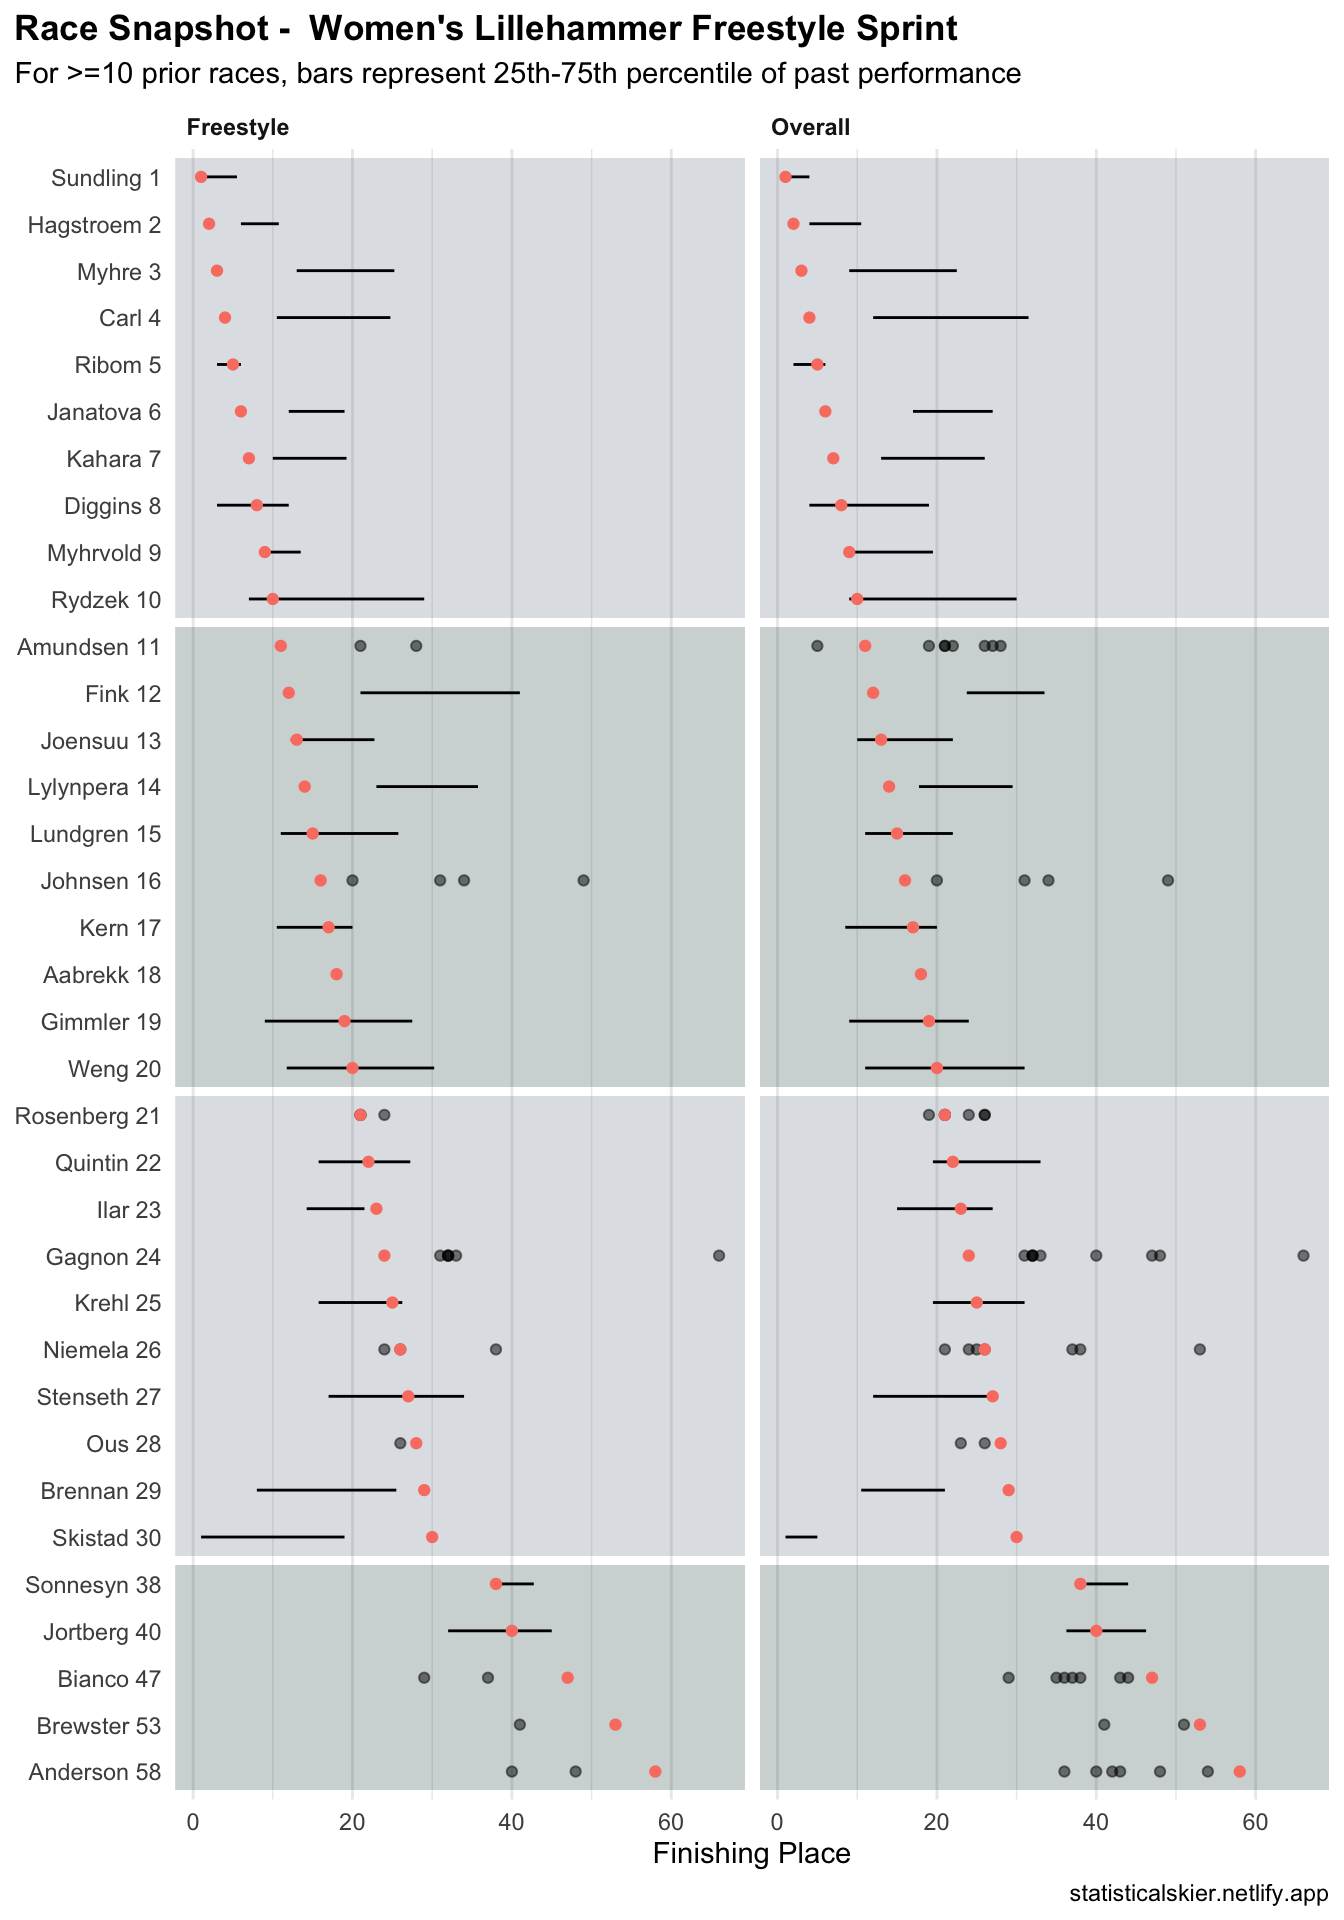 Race Snapshot -  Women's Lillehammer Freestyle Sprint
For >=10 prior races, bars represent 25th-75th percentile of past performance
Freestyle
Overall
Sundling 1
Hagstroem 2
Myhre 3
Carl 4
Ribom 5
Janatova 6
Kahara 7
Diggins 8
Myhrvold 9
Rydzek 10
Amundsen 11
Fink 12
Joensuu 13
Lylynpera 14
Lundgren 15
Johnsen 16
Kern 17
Aabrekk 18
Gimmler 19
Weng 20
Rosenberg 21
Quintin 22
Ilar 23
Gagnon 24
Krehl 25
Niemela 26
Stenseth 27
Ous 28
Brennan 29
Skistad 30
Sonnesyn 38
Jortberg 40
Bianco 47
Brewster 53
Anderson 58
0 20 40 60
0 20 40 60
Finishing Place
statisticalskier.netlify.app